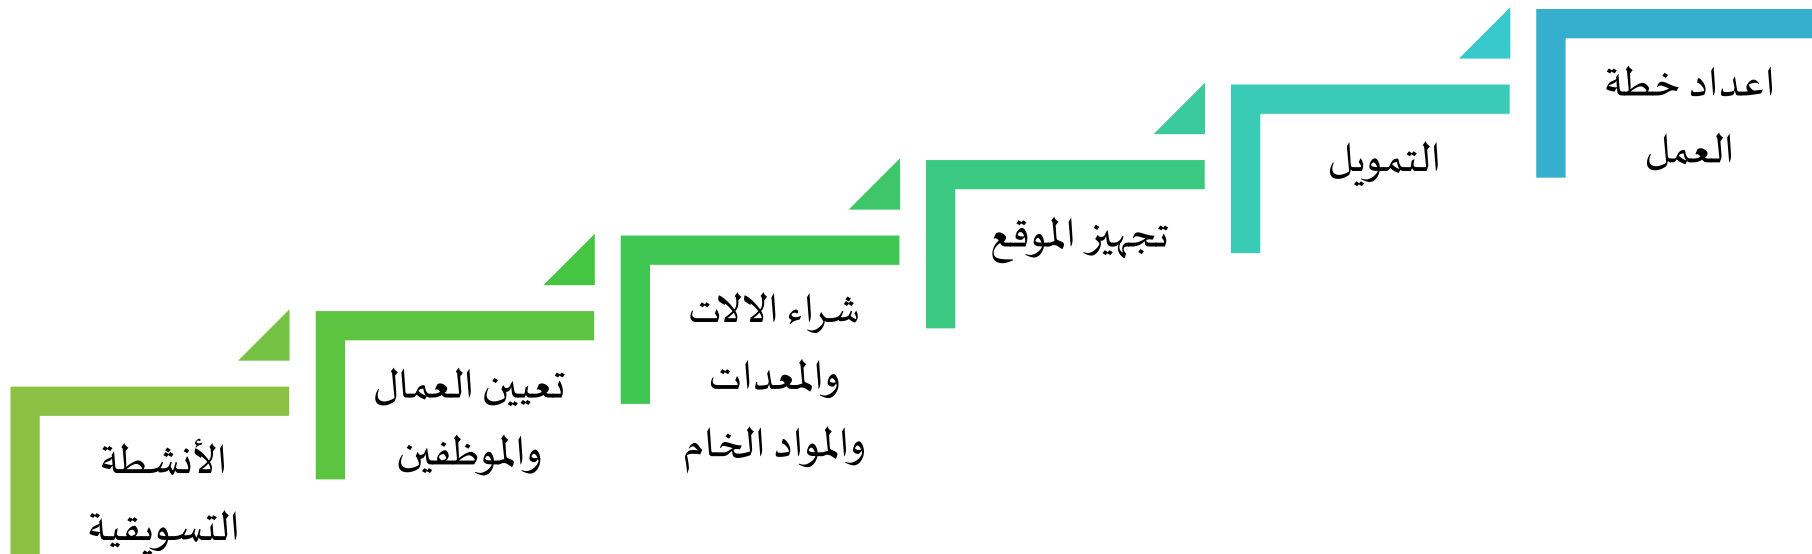 اعداد خطة
العمل
التمويل
تجهيز الموقع
شراء الالات
والمعدات
والمواد الخام
تعيين العمال
والموظفين
الأنشطة
التسويقية